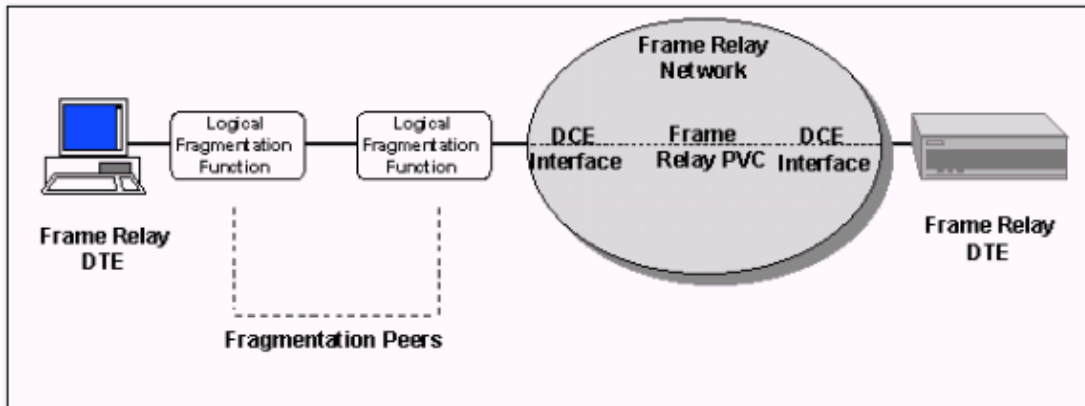 Frame Relay
Network
Logical
Fragmentation
Function
Logical
Fragmentation
Function
DCE
Interface
Frame
Relay PVC
DCE
Interface
Frame Relay
DTE
Frame Relay
DTE
Fragmentation Peers